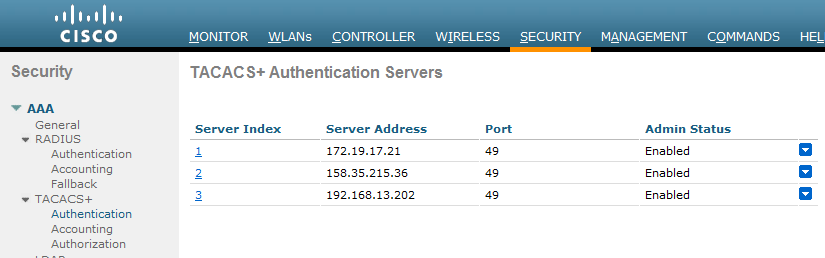 CISCO
MONITOR WLANs CONTROLLER WIRELESS SECURITY MANAGEMENT COMMANDS HEL
Security
AAA
General
RADIUS
Authentication
Accounting
Fallback
TACACS+
Authentication
Accounting
Authorization
TACACS+ Authentication Servers
Server Index Server Address Port Admin Status
1 172.19.17.21 49 Enabled
2 158.35.215.36 49 Enabled
3 192.168.13.202 49 Enabled